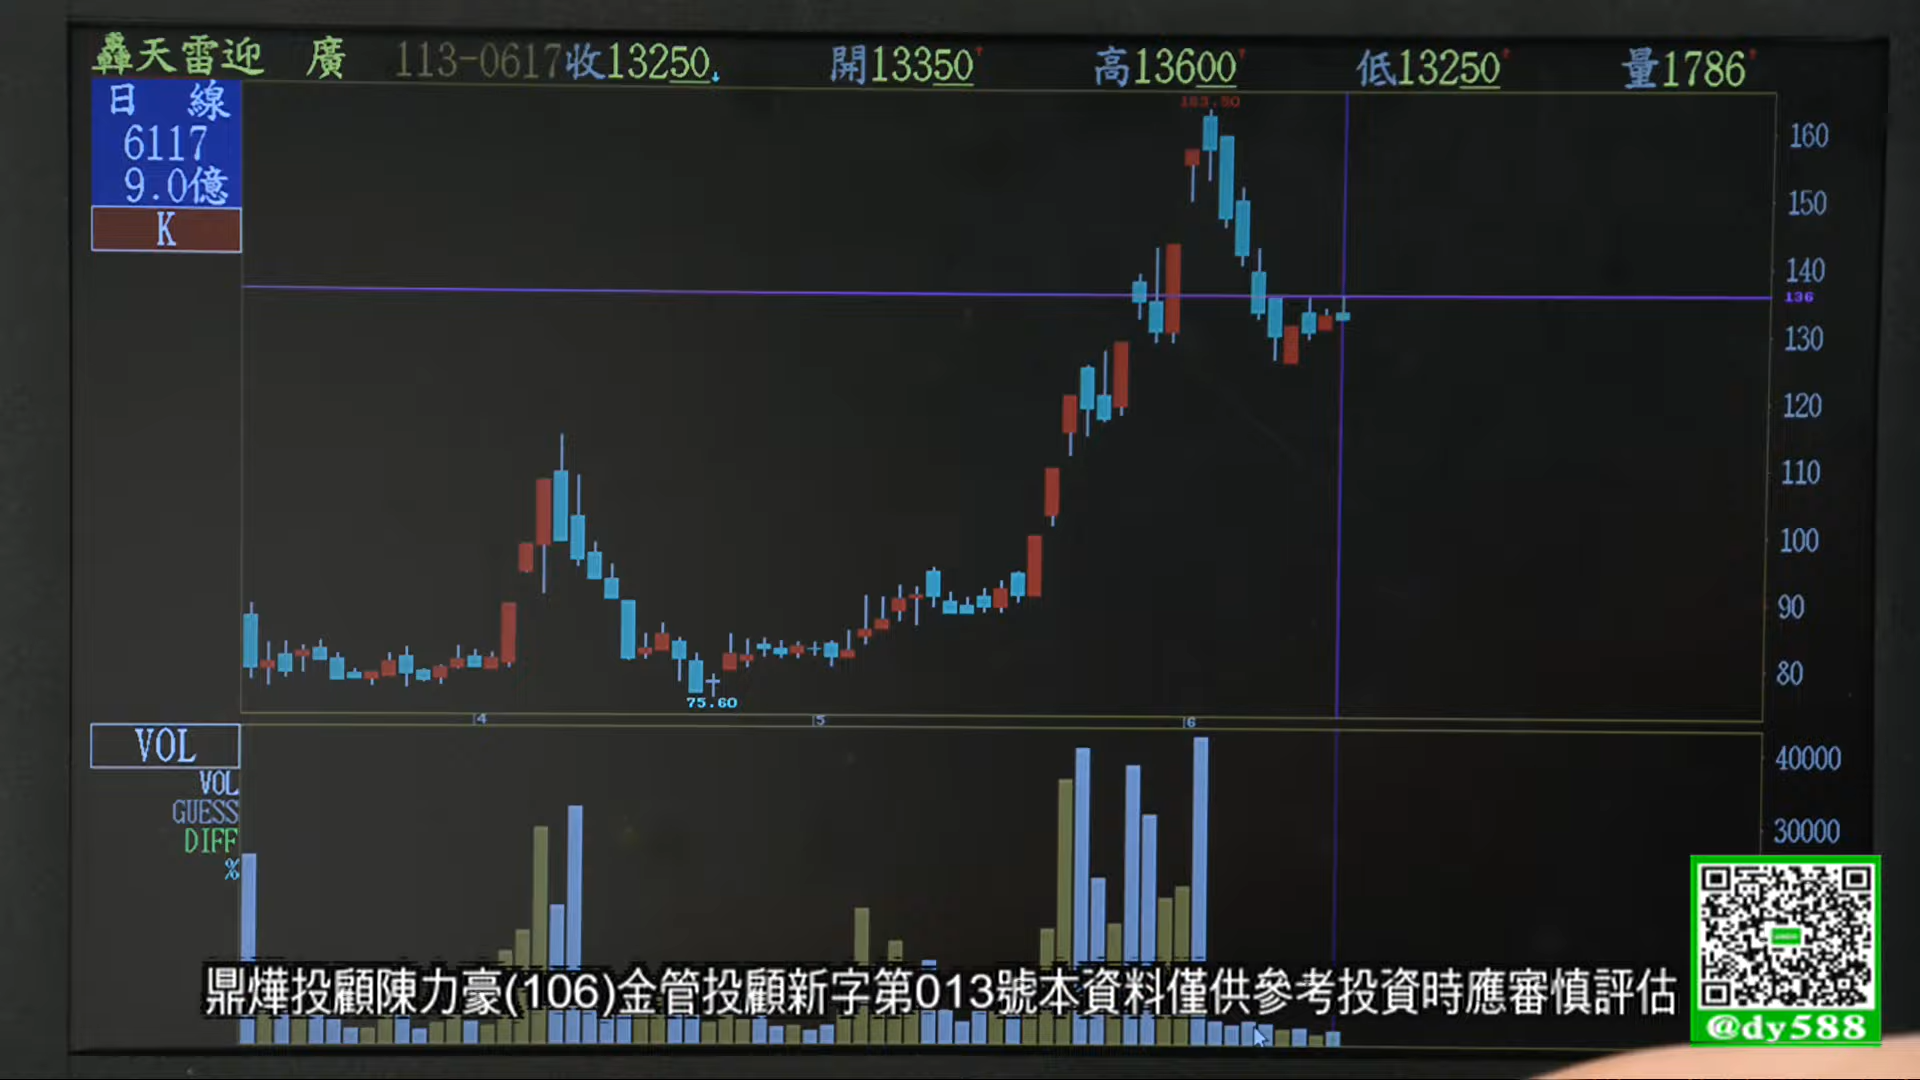 轟天雷迎 廣 113-0617收13250 開13350 高13600 低13250 量1786
日 線
6117
9.0億
K
163.50
160
150
140
136
130
120
110
100
90
80
75.60
4 5 6
VOL
VOL
GUESS
DIFF
%
40000
30000
鼎燁投顧陳力豪(106)金管投顧新字第013號本資料僅供參考投資時應審慎評估
@dy588